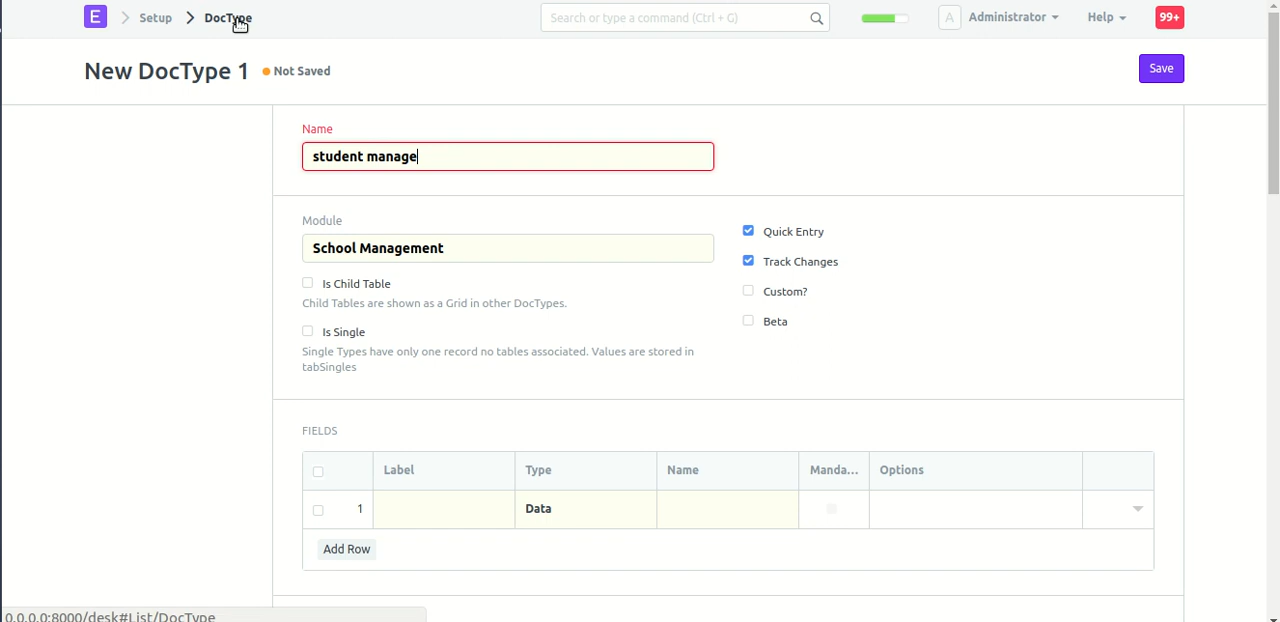 E Setup DocType Search or type a command (Ctrl + G) A Administrator Help 99+
New DocType 1 Not Saved Save
Name
student manage
Module
School Management
Quick Entry
Track Changes
Custom?
Beta
Is Child Table
Child Tables are shown as a Grid in other DocTypes.
Is Single
Single Types have only one record no tables associated. Values are stored in
tabSingles
FIELDS
Label Type Name Manda... Options
1 Data
Add Row
0.0.0.0:8000/desk#List/DocType